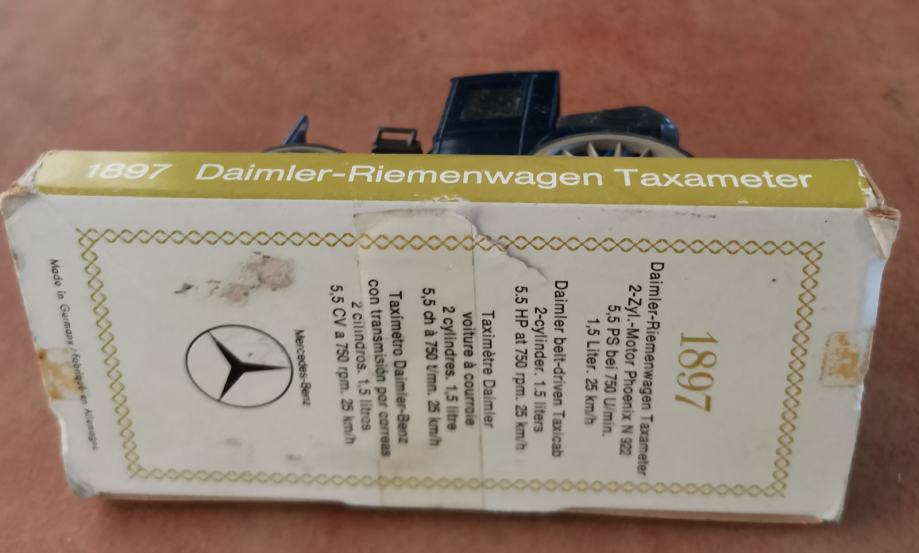 1897 Daimler-Riemenwagen Taxameter
1897
Daimler-Riemenwagen Taxameter
2-Zyl.-Motor Phoenix N 922
5,5 PS bei 750 U/min.
1,5 Liter. 25 km/h
Daimler belt-driven Taxicab
2-cylinder. 1.5 liters
5.5 HP at 750 rpm. 25 km/h
Taximètre Daimler
voiture à courroie
2 cylindres. 1,5 litre
5,5 ch à 750 t/mn. 25 km/h
Taximetro Daimler-Benz
con transmisión por correas
2 cilindros. 1,5 litros
5,5 CV a 750 rpm. 25 km/h
Mercedes-Benz
Made in Germany · Fabriqué en Allemagne